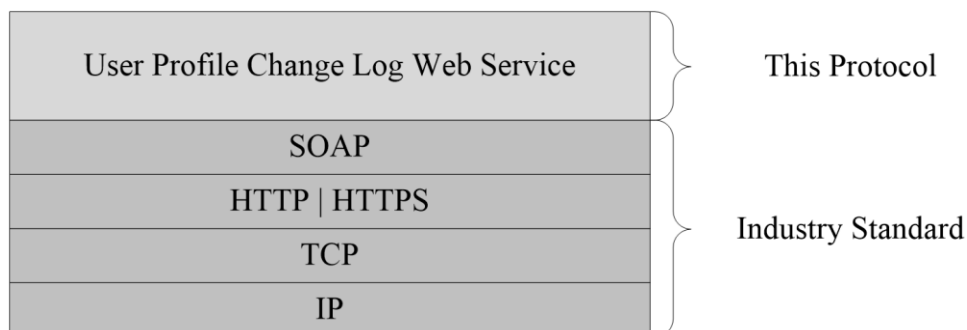 User Profile Change Log Web Service
This Protocol
SOAP
HTTP | HTTPS
TCP
IP
Industry Standard